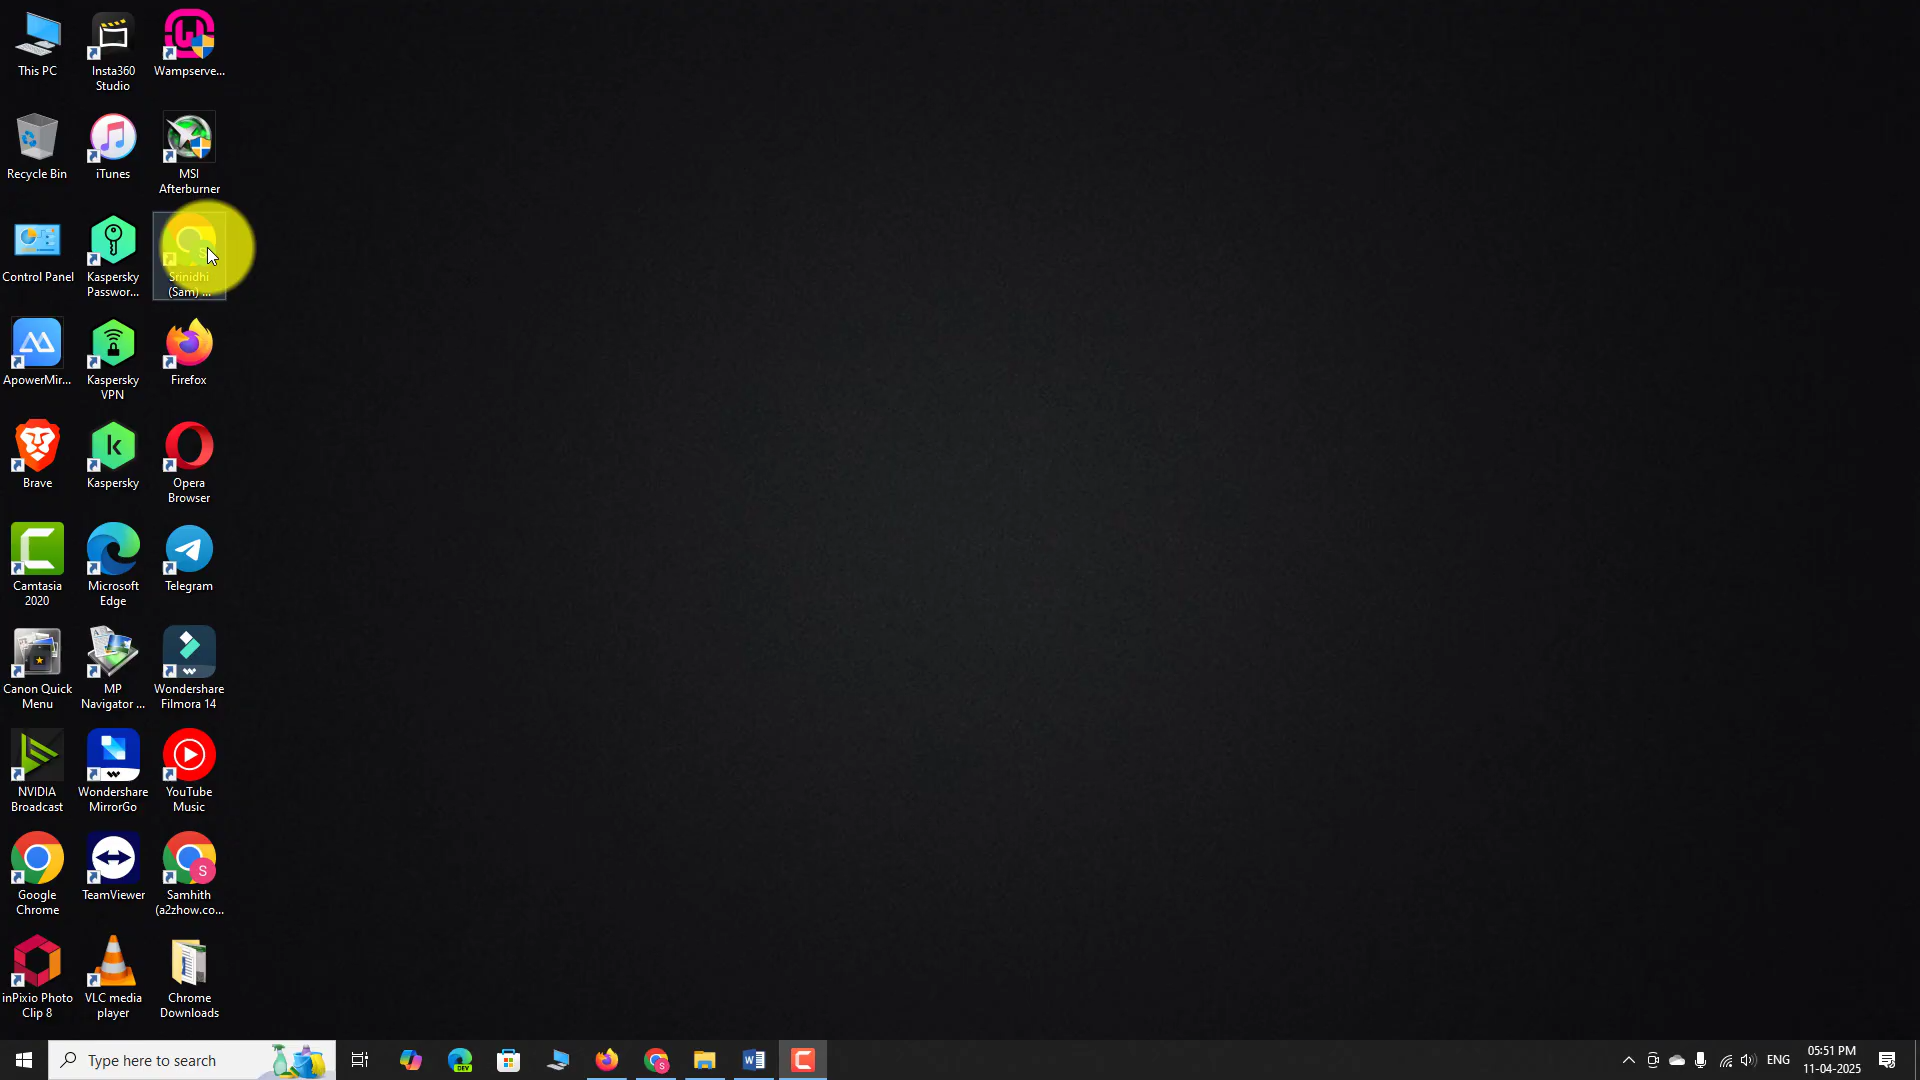 This PC
Insta360
Studio
Wampserve...
Recycle Bin
iTunes
MSI
Afterburner
Control Panel
Kaspersky
Passwor...
Srinidhi
(Sam) ...
ApowerMir...
Kaspersky
VPN
Firefox
Brave
Kaspersky
Opera
Browser
Camtasia
2020
Microsoft
Edge
Telegram
Canon Quick
Menu
MP
Navigator ...
Wondershare
Filmora 14
NVIDIA
Broadcast
Wondershare
MirrorGo
YouTube
Music
Google
Chrome
TeamViewer
S
Samhith
(a2zhow.co...
inPixio Photo
Clip 8
VLC media
player
Chrome
Downloads
Type here to search
DEV
ENG
05:51 PM
11-04-2025